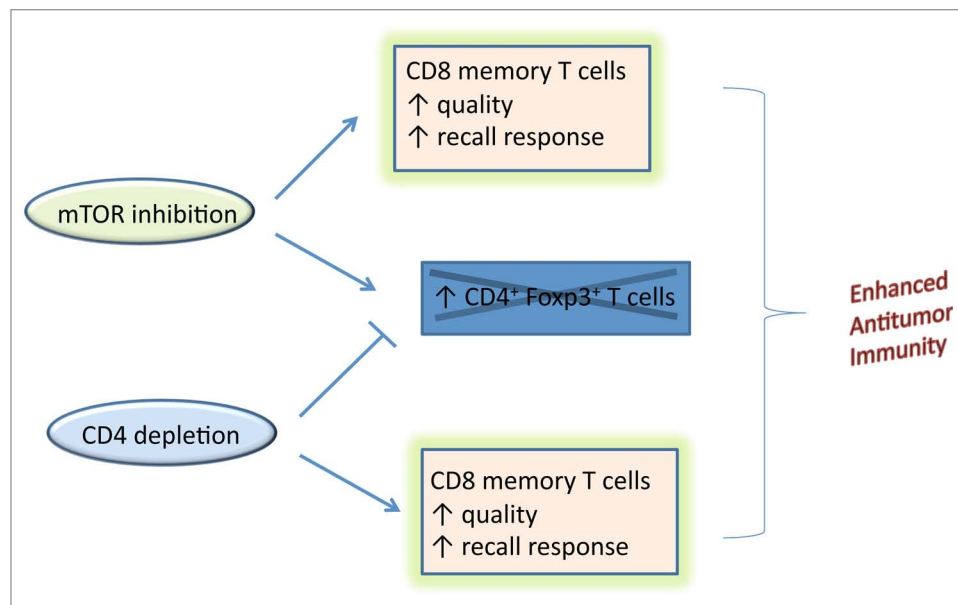 CD8 memory T cells
↑ quality
↑ recall response
mTOR inhibition
↑ CD4⁺ Foxp3⁺ T cells
Enhanced
Antitumor
Immunity
CD4 depletion
CD8 memory T cells
↑ quality
↑ recall response